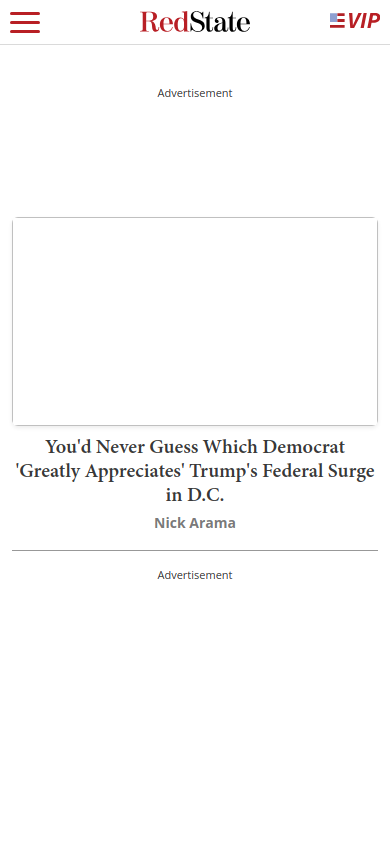 RedState
VIP
Advertisement
You'd Never Guess Which Democrat
'Greatly Appreciates' Trump's Federal Surge
in D.C.
Nick Arama
Advertisement